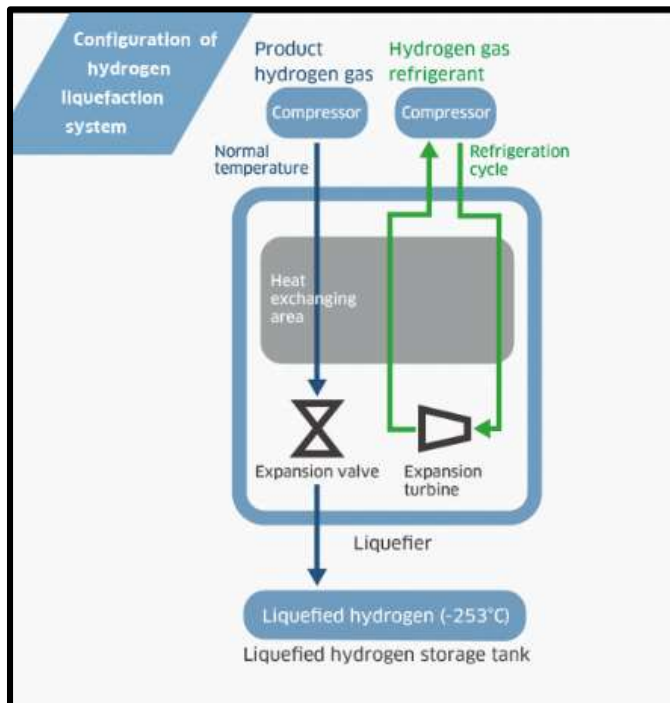 Configuration of
hydrogen
liquefaction
system
Product
hydrogen gas
Hydrogen gas
refrigerant
Compressor
Compressor
Normal
temperature
Refrigeration
cycle
Heat
exchanging
area
Expansion valve
Expansion
turbine
Liquefier
Liquefied hydrogen (-253°C)
Liquefied hydrogen storage tank